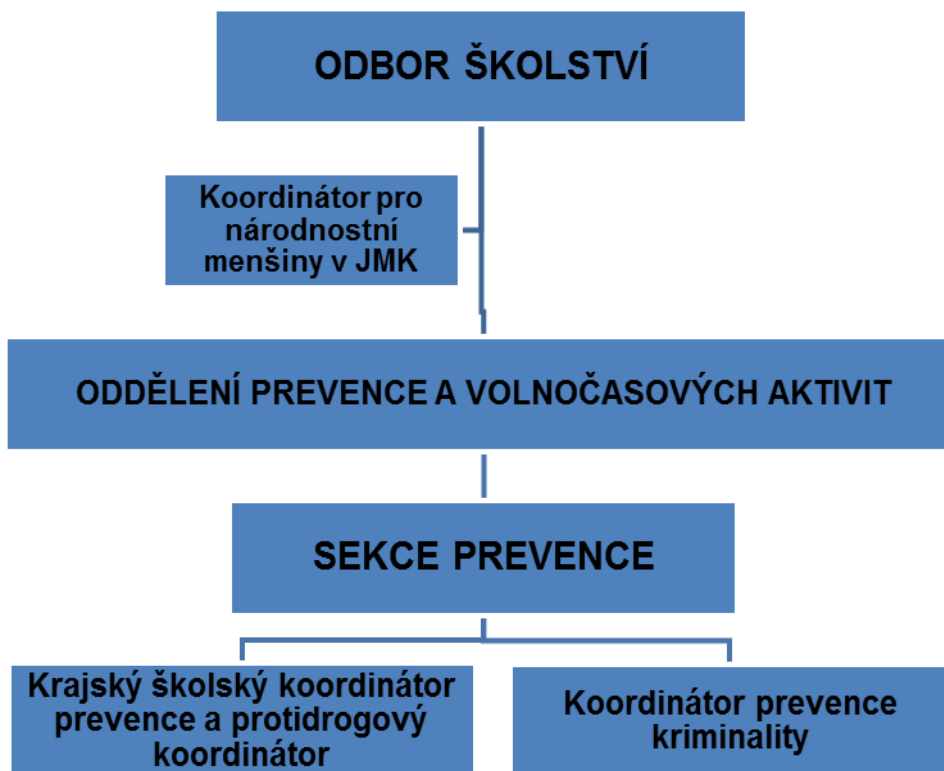 ODBOR ŠKOLSTVÍ
Koordinátor pro
národnostní
menšiny v JMK
ODDĚLENÍ PREVENCE A VOLNOČASOVÝCH AKTIVIT
SEKCE PREVENCE
Krajský školský koordinátor
prevence a protidrogový
koordinátor
Koordinátor prevence
kriminality